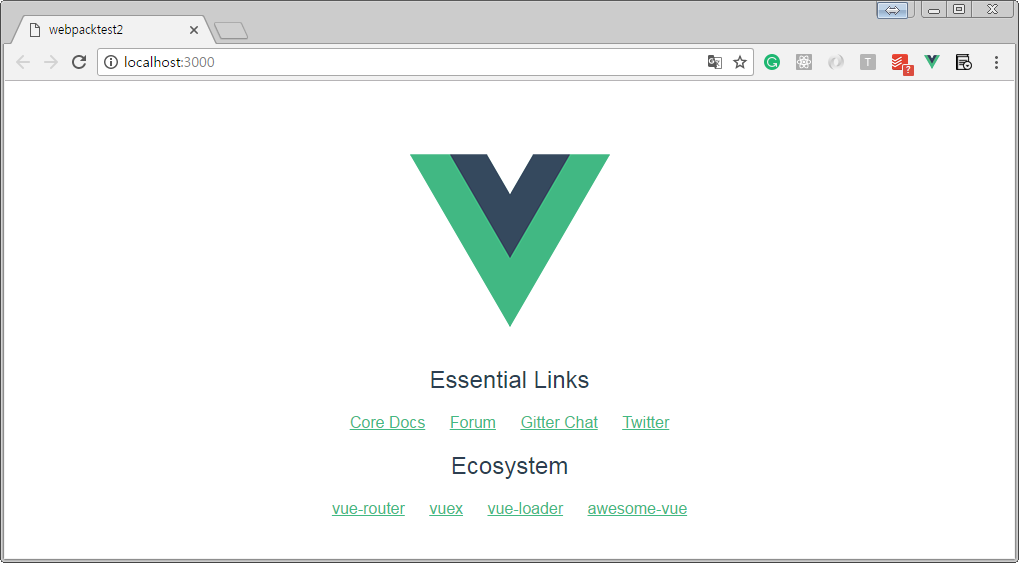 webpacktest2
localhost:3000
T
?
Essential Links
Core Docs Forum Gitter Chat Twitter
Ecosystem
vue-router vuex vue-loader awesome-vue